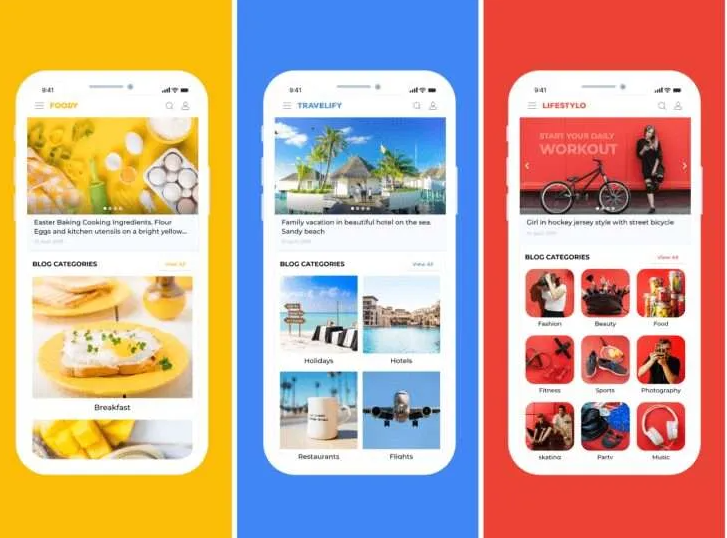 9:41
FOODY
Easter Baking Cooking Ingredients. Flour
Eggs and kitchen utensils on a bright yellow...
BLOG CATEGORIES
View All
Breakfast
9:41
TRAVELIFY
Family vacation in beautiful hotel on the sea.
Sandy beach
BLOG CATEGORIES
View All
Holidays
Hotels
Restaurants
Flights
9:41
LIFESTYLO
START YOUR DAILY
WORKOUT
Girl in hockey jersey style with street bicycle
BLOG CATEGORIES
View All
Fashion
Beauty
Food
Fitness
Sports
Photography
skating
Party
Music